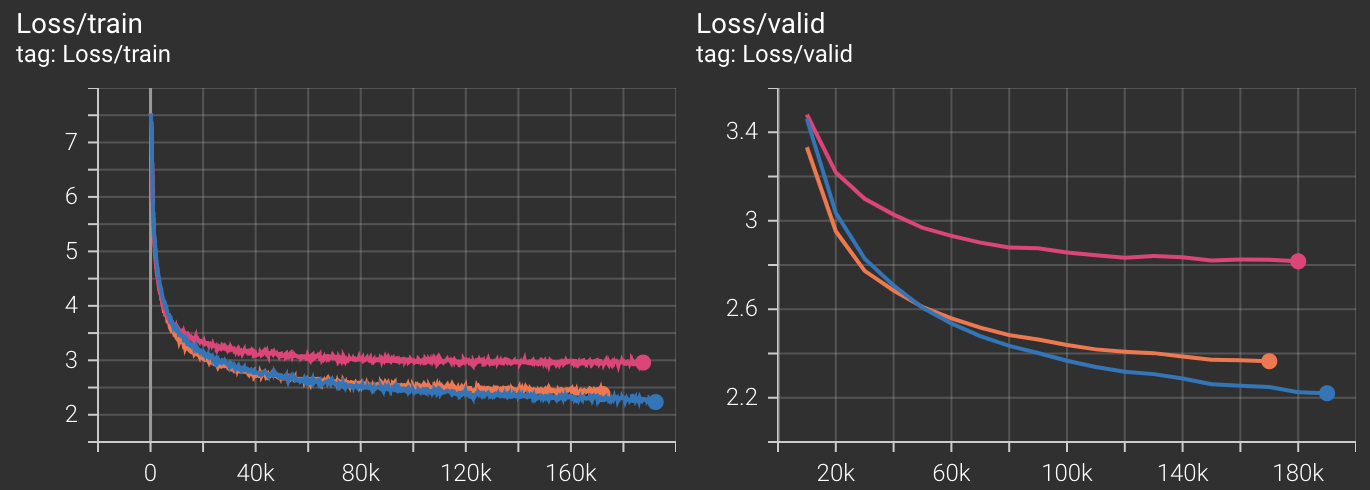 Loss/train
tag: Loss/train
7
6
5
4
3
2
0 40k 80k 120k 160k
Loss/valid
tag: Loss/valid
3.4
3
2.6
2.2
20k 60k 100k 140k 180k